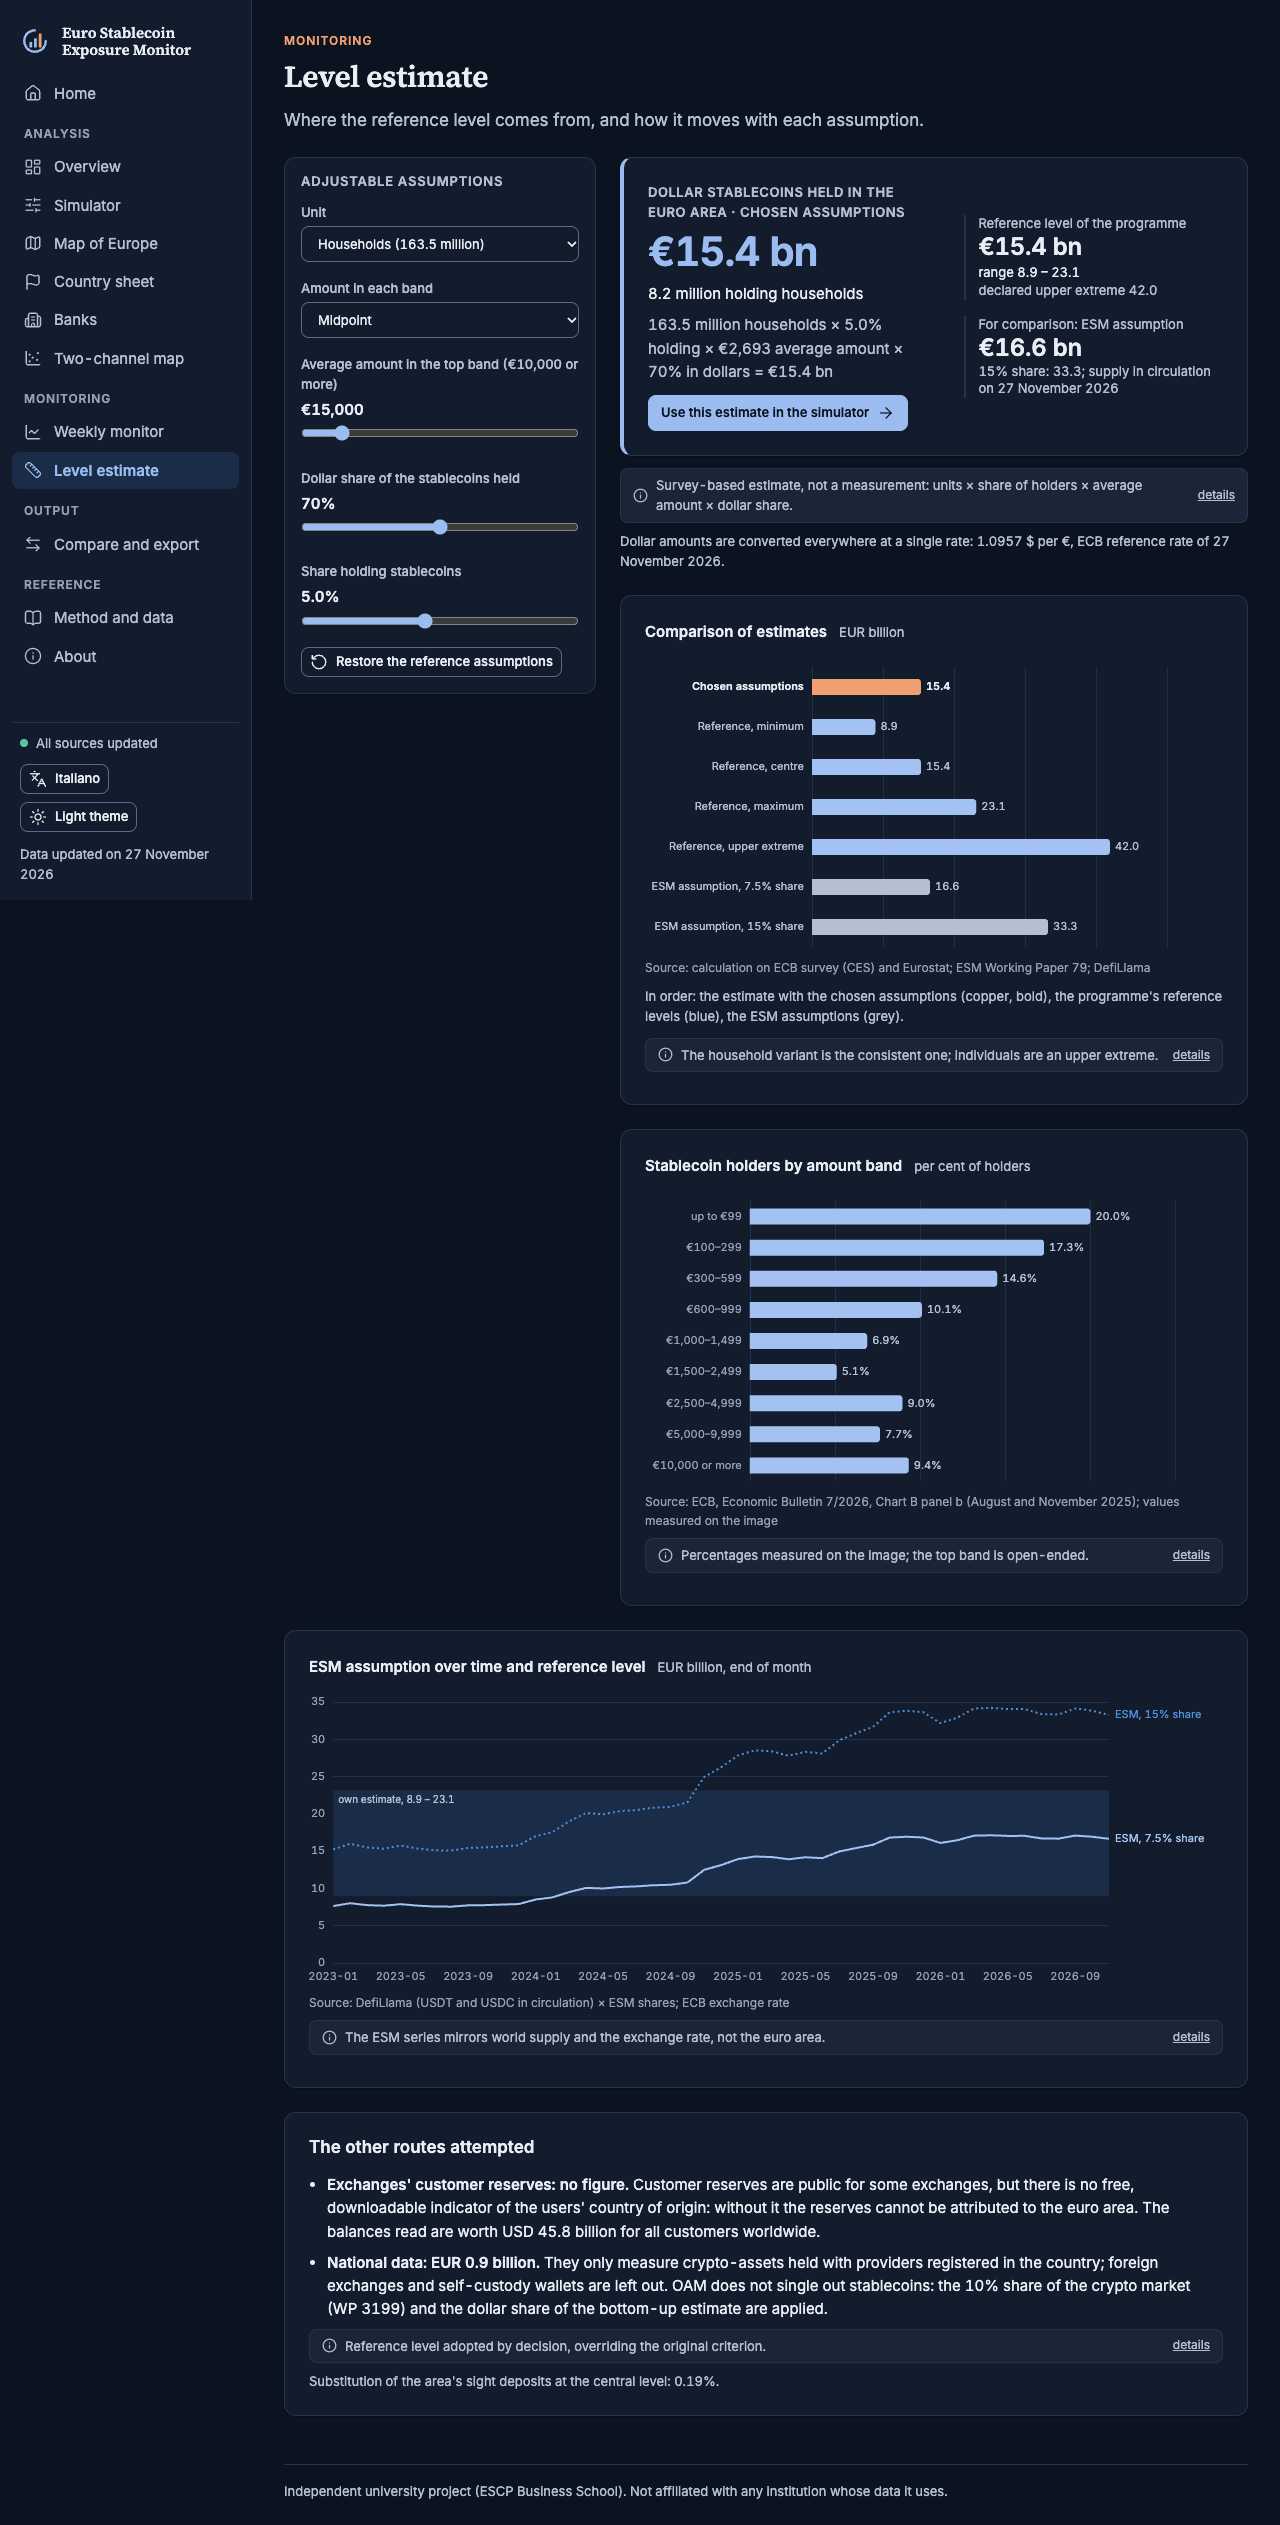 Euro Stablecoin
Exposure Monitor
Home
ANALYSIS
Overview
Simulator
Map of Europe
Country sheet
Banks
Two-channel map
MONITORING
Weekly monitor
Level estimate
OUTPUT
Compare and export
REFERENCE
Method and data
About
All sources updated
Italiano
Light theme
Data updated on 27 November
2026
MONITORING
Level estimate
Where the reference level comes from, and how it moves with each assumption.
ADJUSTABLE ASSUMPTIONS
Unit
Households (163.5 million)
Amount in each band
Midpoint
Average amount in the top band (€10,000 or
more)
€15,000
Dollar share of the stablecoins held
70%
Share holding stablecoins
5.0%
Restore the reference assumptions
DOLLAR STABLECOINS HELD IN THE
EURO AREA · CHOSEN ASSUMPTIONS
€15.4 bn
8.2 million holding households
163.5 million households × 5.0%
holding × €2,693 average amount ×
70% in dollars = €15.4 bn
Use this estimate in the simulator
Reference level of the programme
€15.4 bn
range 8.9 – 23.1
declared upper extreme 42.0
For comparison: ESM assumption
€16.6 bn
15% share: 33.3; supply in circulation
on 27 November 2026
Survey-based estimate, not a measurement: units × share of holders × average
amount × dollar share.
details
Dollar amounts are converted everywhere at a single rate: 1.0957 $ per €, ECB reference rate of 27
November 2026.
Comparison of estimates EUR billion
Chosen assumptions 15.4
Reference, minimum 8.9
Reference, centre 15.4
Reference, maximum 23.1
Reference, upper extreme 42.0
ESM assumption, 7.5% share 16.6
ESM assumption, 15% share 33.3
Source: calculation on ECB survey (CES) and Eurostat; ESM Working Paper 79; DefiLlama
In order: the estimate with the chosen assumptions (copper, bold), the programme's reference
levels (blue), the ESM assumptions (grey).
The household variant is the consistent one; individuals are an upper extreme. details
Stablecoin holders by amount band per cent of holders
up to €99 20.0%
€100–299 17.3%
€300–599 14.6%
€600–999 10.1%
€1,000–1,499 6.9%
€1,500–2,499 5.1%
€2,500–4,999 9.0%
€5,000–9,999 7.7%
€10,000 or more 9.4%
Source: ECB, Economic Bulletin 7/2026, Chart B panel b (August and November 2025); values
measured on the image
Percentages measured on the image; the top band is open-ended. details
ESM assumption over time and reference level EUR billion, end of month
35
30
25
20
15
10
5
0
own estimate, 8.9 – 23.1
ESM, 15% share
ESM, 7.5% share
2023-01 2023-05 2023-09 2024-01 2024-05 2024-09 2025-01 2025-05 2025-09 2026-01 2026-05 2026-09
Source: DefiLlama (USDT and USDC in circulation) × ESM shares; ECB exchange rate
The ESM series mirrors world supply and the exchange rate, not the euro area. details
The other routes attempted
• Exchanges' customer reserves: no figure. Customer reserves are public for some exchanges, but there is no free,
downloadable indicator of the users' country of origin: without it the reserves cannot be attributed to the euro area. The
balances read are worth USD 45.8 billion for all customers worldwide.
• National data: EUR 0.9 billion. They only measure crypto-assets held with providers registered in the country; foreign
exchanges and self-custody wallets are left out. OAM does not single out stablecoins: the 10% share of the crypto market
(WP 3199) and the dollar share of the bottom-up estimate are applied.
Reference level adopted by decision, overriding the original criterion. details
Substitution of the area's sight deposits at the central level: 0.19%.
Independent university project (ESCP Business School). Not affiliated with any institution whose data it uses.